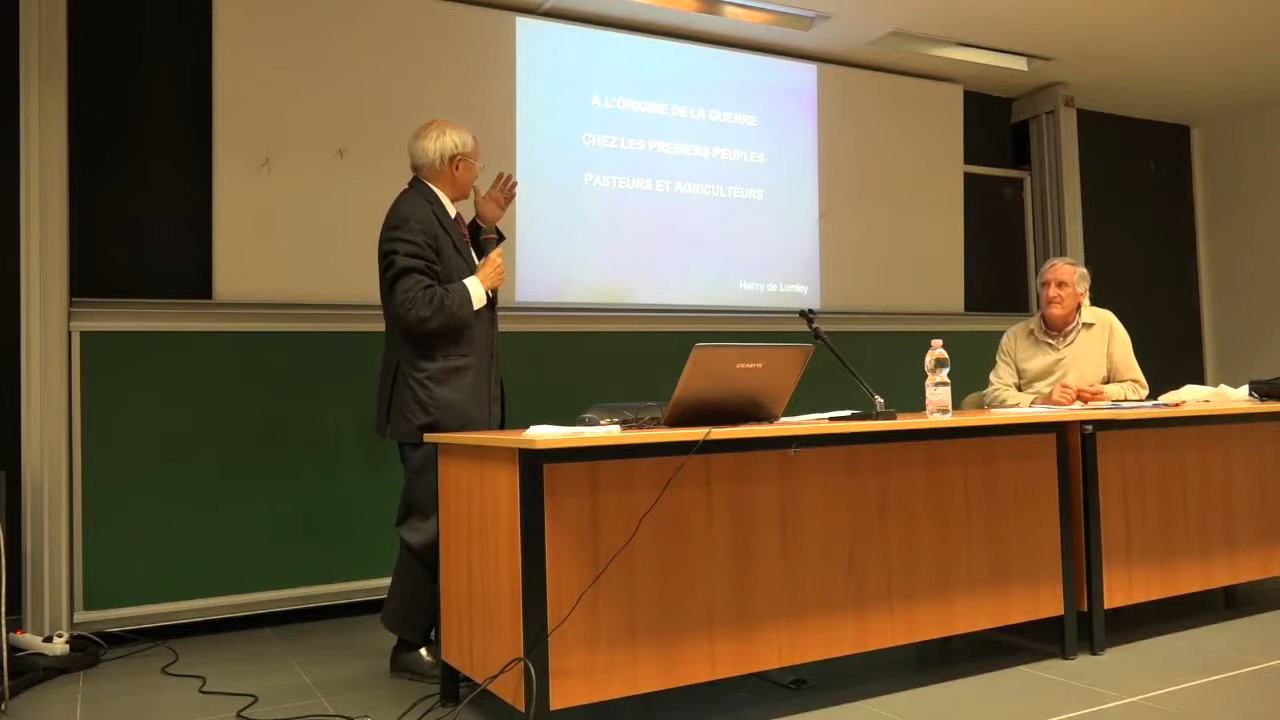 A L'ORIGINE DE LA GUERRE
CHEZ LES PREMIERS PEUPLES
PASTEURS ET AGRICULTEURS
Henry de Lumley
GIGABYTE